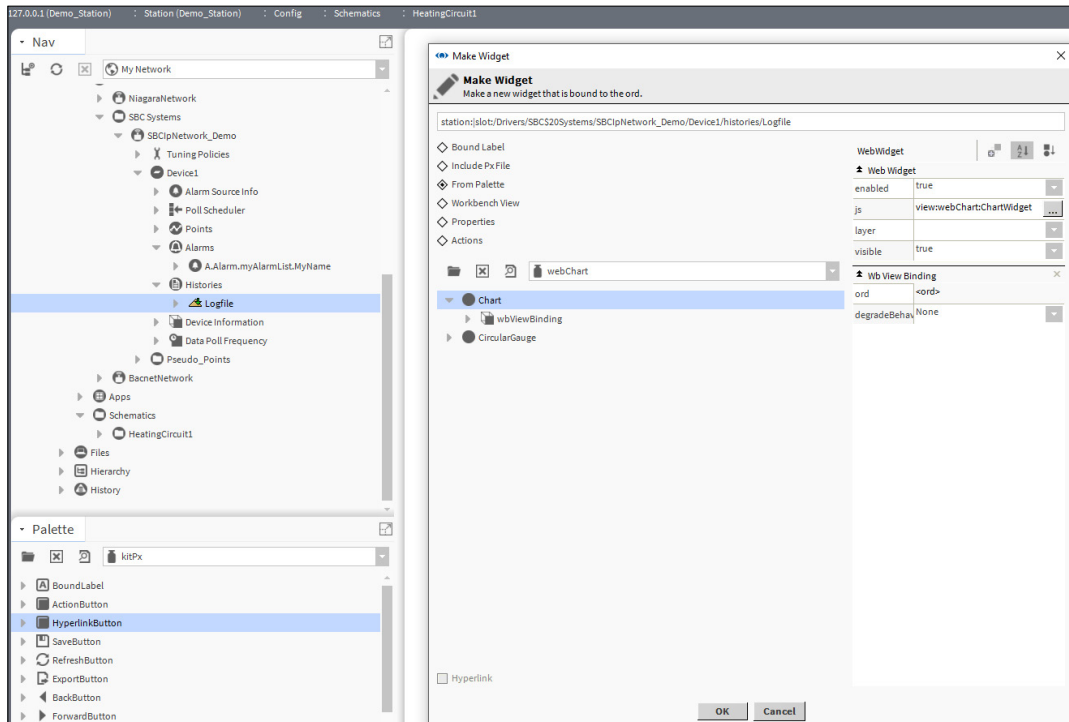 127.0.0.1 (Demo_Station) : Station (Demo_Station) : Config : Schematics : HeatingCircuit1
Nav
My Network
NiagaraNetwork
SBC Systems
SBCIpNetwork_Demo
Tuning Policies
Device1
Alarm Source Info
Poll Scheduler
Points
Alarms
A.Alarm.myAlarmList.MyName
Histories
Logfile
Device Information
Data Poll Frequency
Pseudo_Points
BacnetNetwork
Apps
Schematics
HeatingCircuit1
Files
Hierarchy
History
Palette
kitPx
BoundLabel
ActionButton
HyperlinkButton
SaveButton
RefreshButton
ExportButton
BackButton
ForwardButton
Make Widget
Make Widget
Make a new widget that is bound to the ord.
station:|slot:/Drivers/SBC$20Systems/SBCIpNetwork_Demo/Device1/histories/Logfile
Bound Label
Include Px File
From Palette
Workbench View
Properties
Actions
webChart
Chart
wbViewBinding
CircularGauge
WebWidget
Web Widget
enabled true
js view:webChart:ChartWidget ...
layer
visible true
Wb View Binding
ord <ord>
degradeBehav None
Hyperlink
OK Cancel